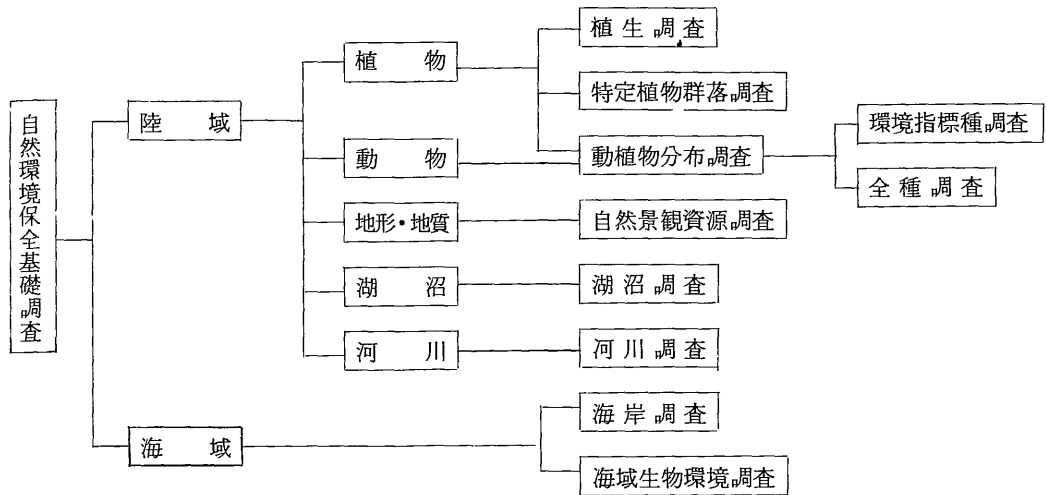 自然環境保全基礎調査
陸域
海域
植物
動物
地形・地質
湖沼
河川
植生調査
特定植物群落調査
動植物分布調査
自然景観資源調査
湖沼調査
河川調査
海岸調査
海域生物環境調査
環境指標種調査
全種調査